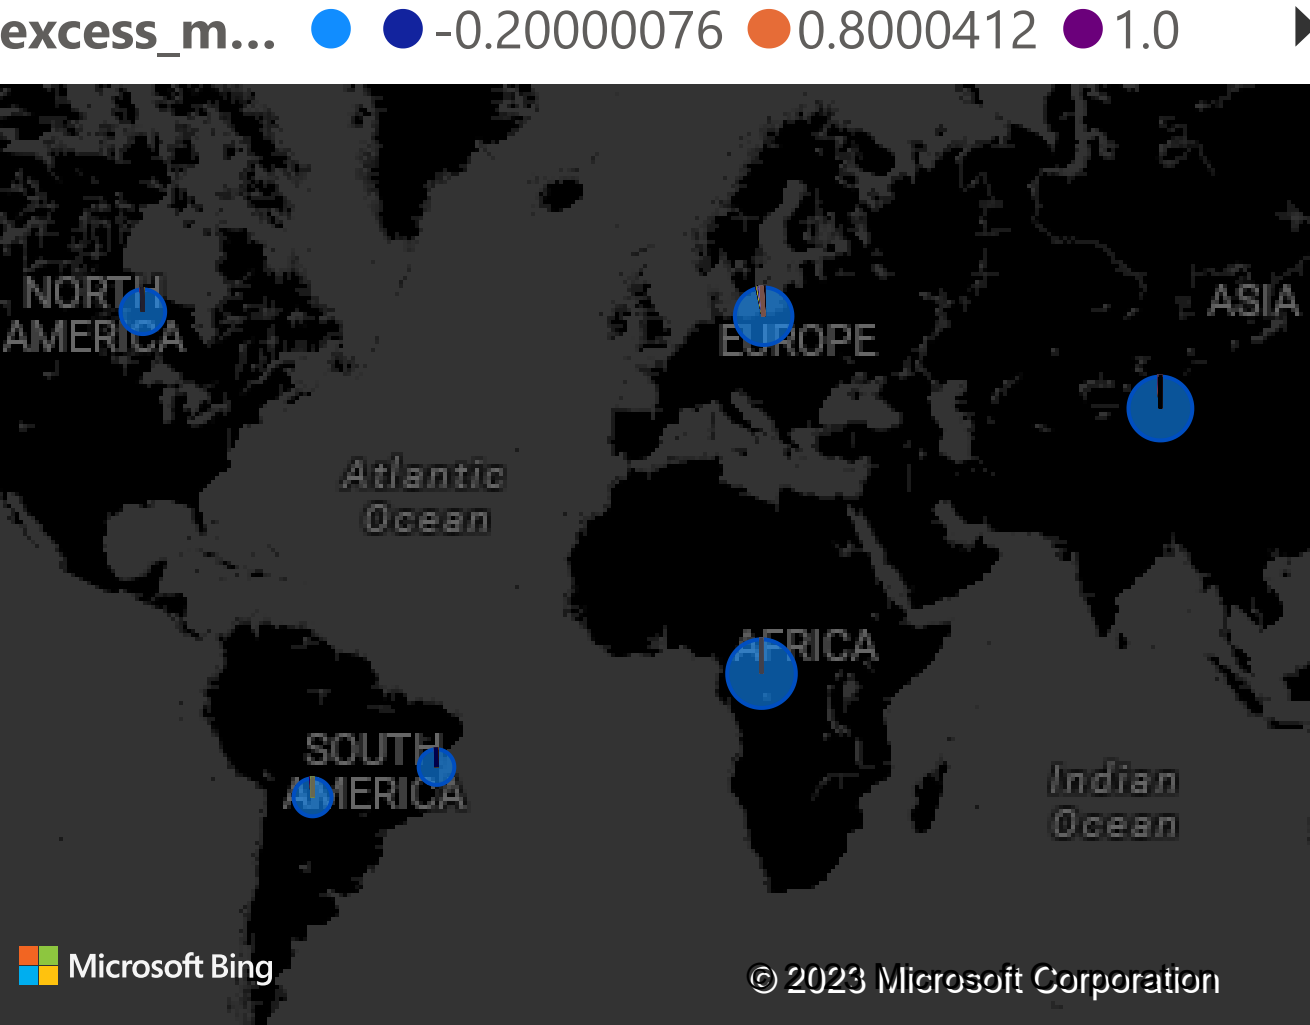 excess_m... -0.20000076 0.8000412 1.0
NORTH
AMERICA
EUROPE
ASIA
Atlantic
Ocean
AFRICA
SOUTH
AMERICA
Indian
Ocean
Microsoft Bing
© 2023 Microsoft Corporation